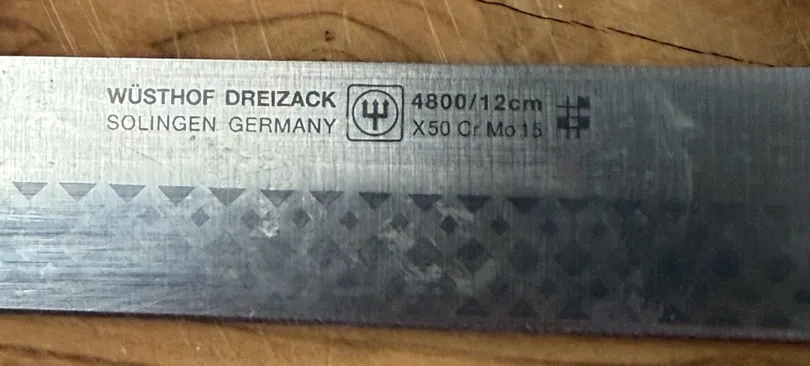 WÜSTHOF DREIZACK 4800/12cm
SOLINGEN GERMANY X50 Cr Mo 15